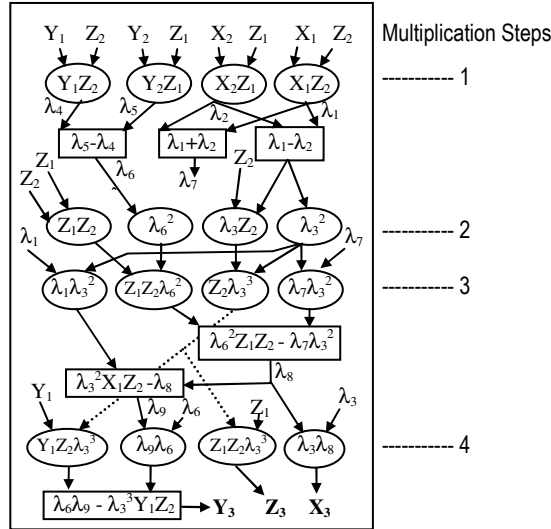 Y₁ Z₂ Y₂ Z₁ X₂ Z₁ X₁ Z₂ Multiplication Steps
Y₁Z₂ Y₂Z₁ X₂Z₁ X₁Z₂ ----------- 1
λ₄ λ₅ λ₂ λ₁
λ₅-λ₄ λ₁+λ₂ λ₁-λ₂
Z₁ λ₆ λ₇ Z₂
Z₂
Z₁Z₂ λ₆² λ₃Z₂ λ₃² ----------- 2
λ₁ λ₇
λ₁λ₃² Z₁Z₂λ₆² Z₂λ₃³ λ₇λ₃² ----------- 3
λ₆²Z₁Z₂ - λ₇λ₃²
λ₃²X₁Z₂ -λ₈ λ₈
Y₁ λ₉ λ₆ Z₁ λ₃
Y₁Z₂λ₃³ λ₉λ₆ Z₁Z₂λ₃³ λ₃λ₈ ----------- 4
λ₆λ₉ - λ₃³Y₁Z₂ Y₃ Z₃ X₃